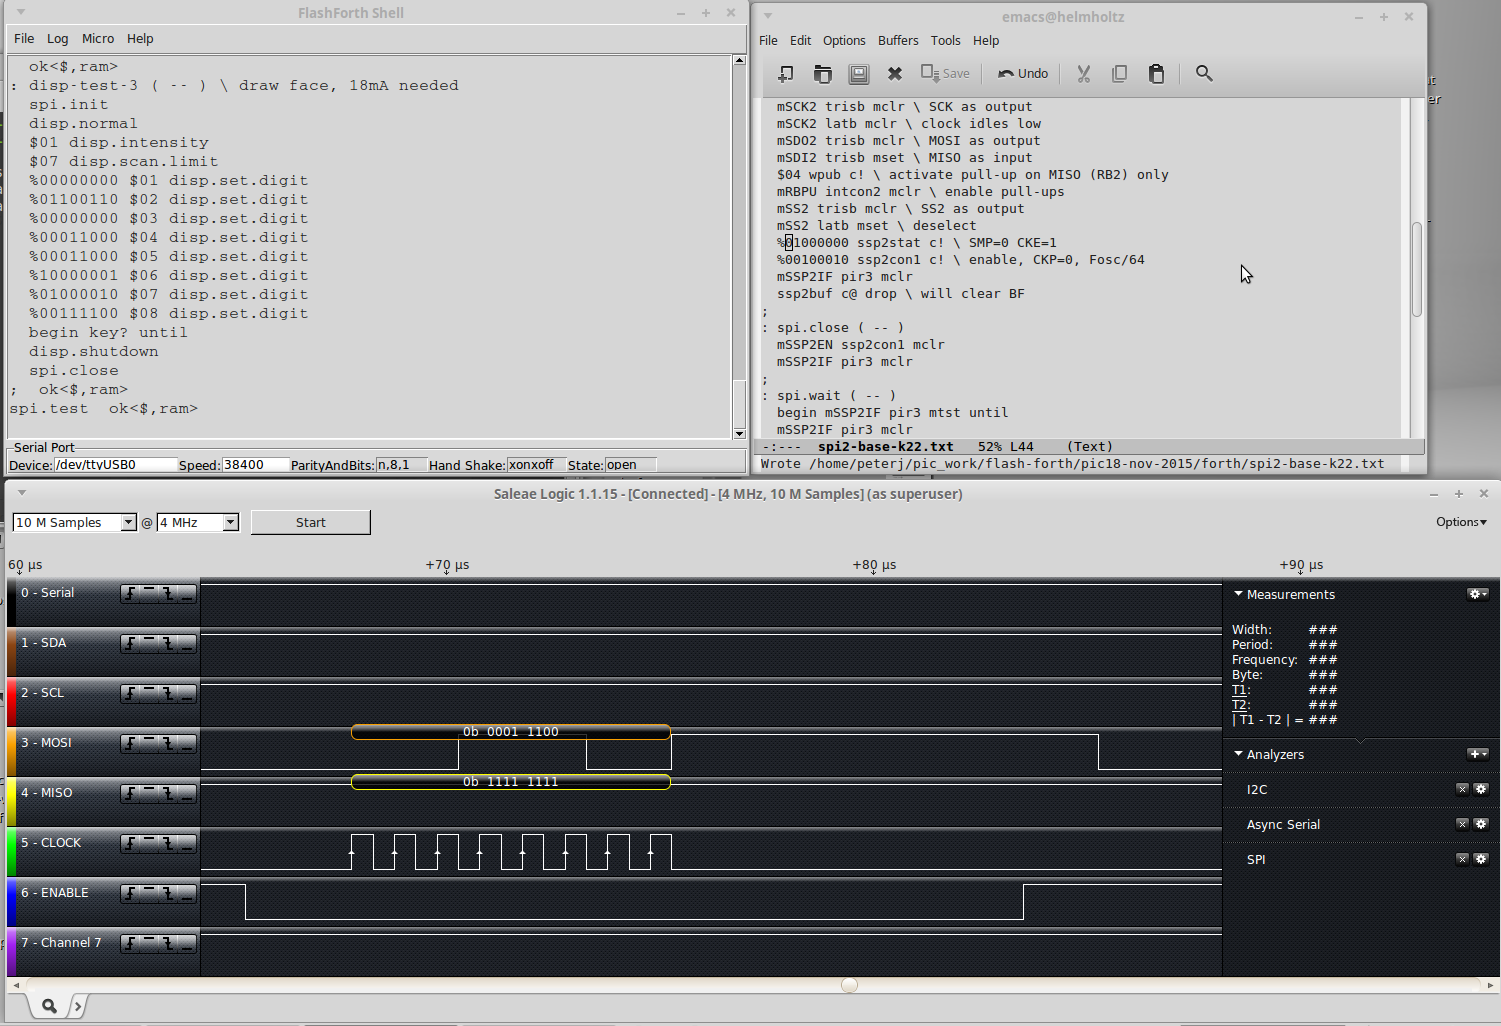 FlashForth Shell
File Log Micro Help
ok<$,ram>
: disp-test-3 ( -- ) \ draw face, 18mA needed
spi.init
disp.normal
$01 disp.intensity
$07 disp.scan.limit
%00000000 $01 disp.set.digit
%01100110 $02 disp.set.digit
%00000000 $03 disp.set.digit
%00011000 $04 disp.set.digit
%00011000 $05 disp.set.digit
%10000001 $06 disp.set.digit
%01000010 $07 disp.set.digit
%00111100 $08 disp.set.digit
begin key? until
disp.shutdown
spi.close
; ok<$,ram>
spi.test ok<$,ram>
Serial Port
Device: /dev/ttyUSB0 Speed: 38400 ParityAndBits: n,8,1 Hand Shake: xonxoff State: open
emacs@helmholtz
File Edit Options Buffers Tools Help
Save Undo
mSCK2 trisb mclr \ SCK as output
mSCK2 latb mclr \ clock idles low
mSDO2 trisb mclr \ MOSI as output
mSDI2 trisb mset \ MISO as input
$04 wpub c! \ activate pull-up on MISO (RB2) only
mRBPU intcon2 mclr \ enable pull-ups
mSS2 trisb mclr \ SS2 as output
mSS2 latb mset \ deselect
%01000000 ssp2stat c! \ SMP=0 CKE=1
%00100010 ssp2con1 c! \ enable, CKP=0, Fosc/64
mSSP2IF pir3 mclr
ssp2buf c@ drop \ will clear BF
;
: spi.close ( -- )
mSSP2EN ssp2con1 mclr
mSSP2IF pir3 mclr
;
: spi.wait ( -- )
begin mSSP2IF pir3 mtst until
mSSP2IF pir3 mclr
-:--- spi2-base-k22.txt 52% L44 (Text)
Wrote /home/peterj/pic_work/flash-forth/pic18-nov-2015/forth/spi2-base-k22.txt
Saleae Logic 1.1.15 - [Connected] - [4 MHz, 10 M Samples] (as superuser)
10 M Samples @ 4 MHz Start
Options
60 µs +70 µs +80 µs +90 µs
0 - Serial
1 - SDA
2 - SCL
3 - MOSI
0b 0001 1100
4 - MISO
0b 1111 1111
5 - CLOCK
6 - ENABLE
7 - Channel 7
Measurements
Width: ###
Period: ###
Frequency: ###
Byte: ###
T1: ###
T2: ###
| T1 - T2 | = ###
Analyzers
I2C
Async Serial
SPI